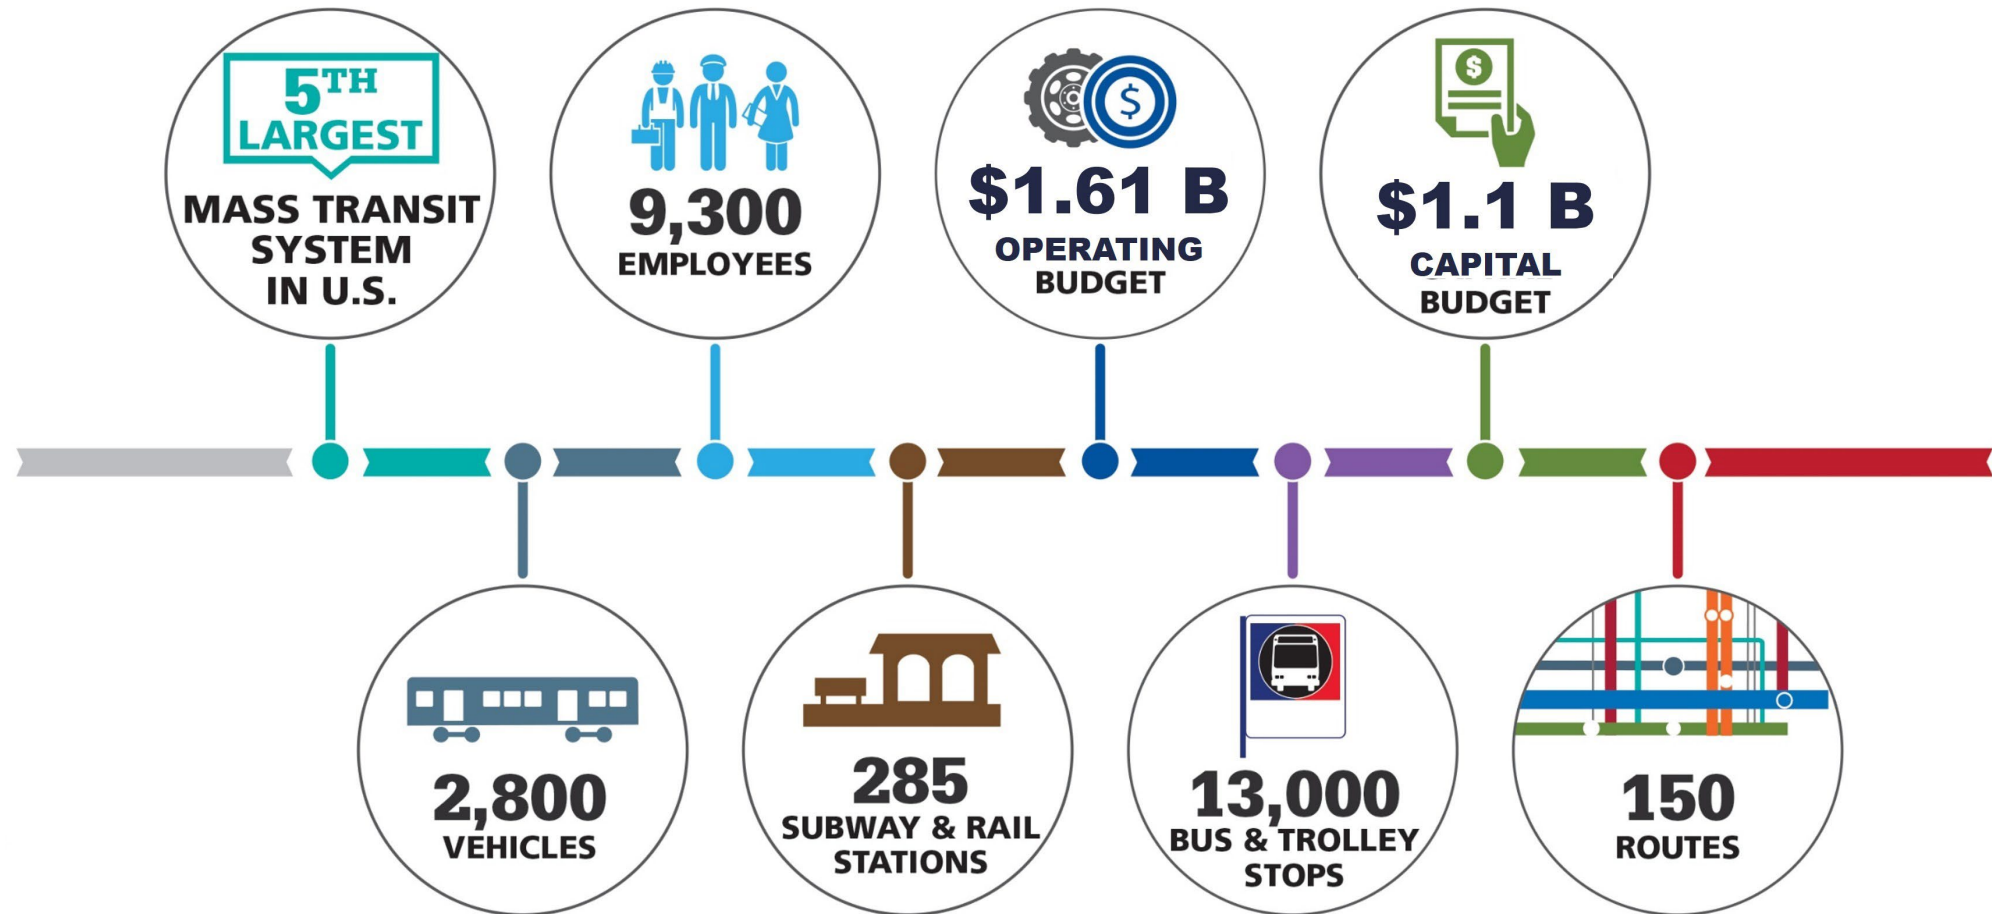 5TH
LARGEST
MASS TRANSIT
SYSTEM
IN U.S.
9,300
EMPLOYEES
$
$1.61 B
OPERATING
BUDGET
$
$1.1 B
CAPITAL
BUDGET
2,800
VEHICLES
285
SUBWAY & RAIL
STATIONS
13,000
BUS & TROLLEY
STOPS
150
ROUTES